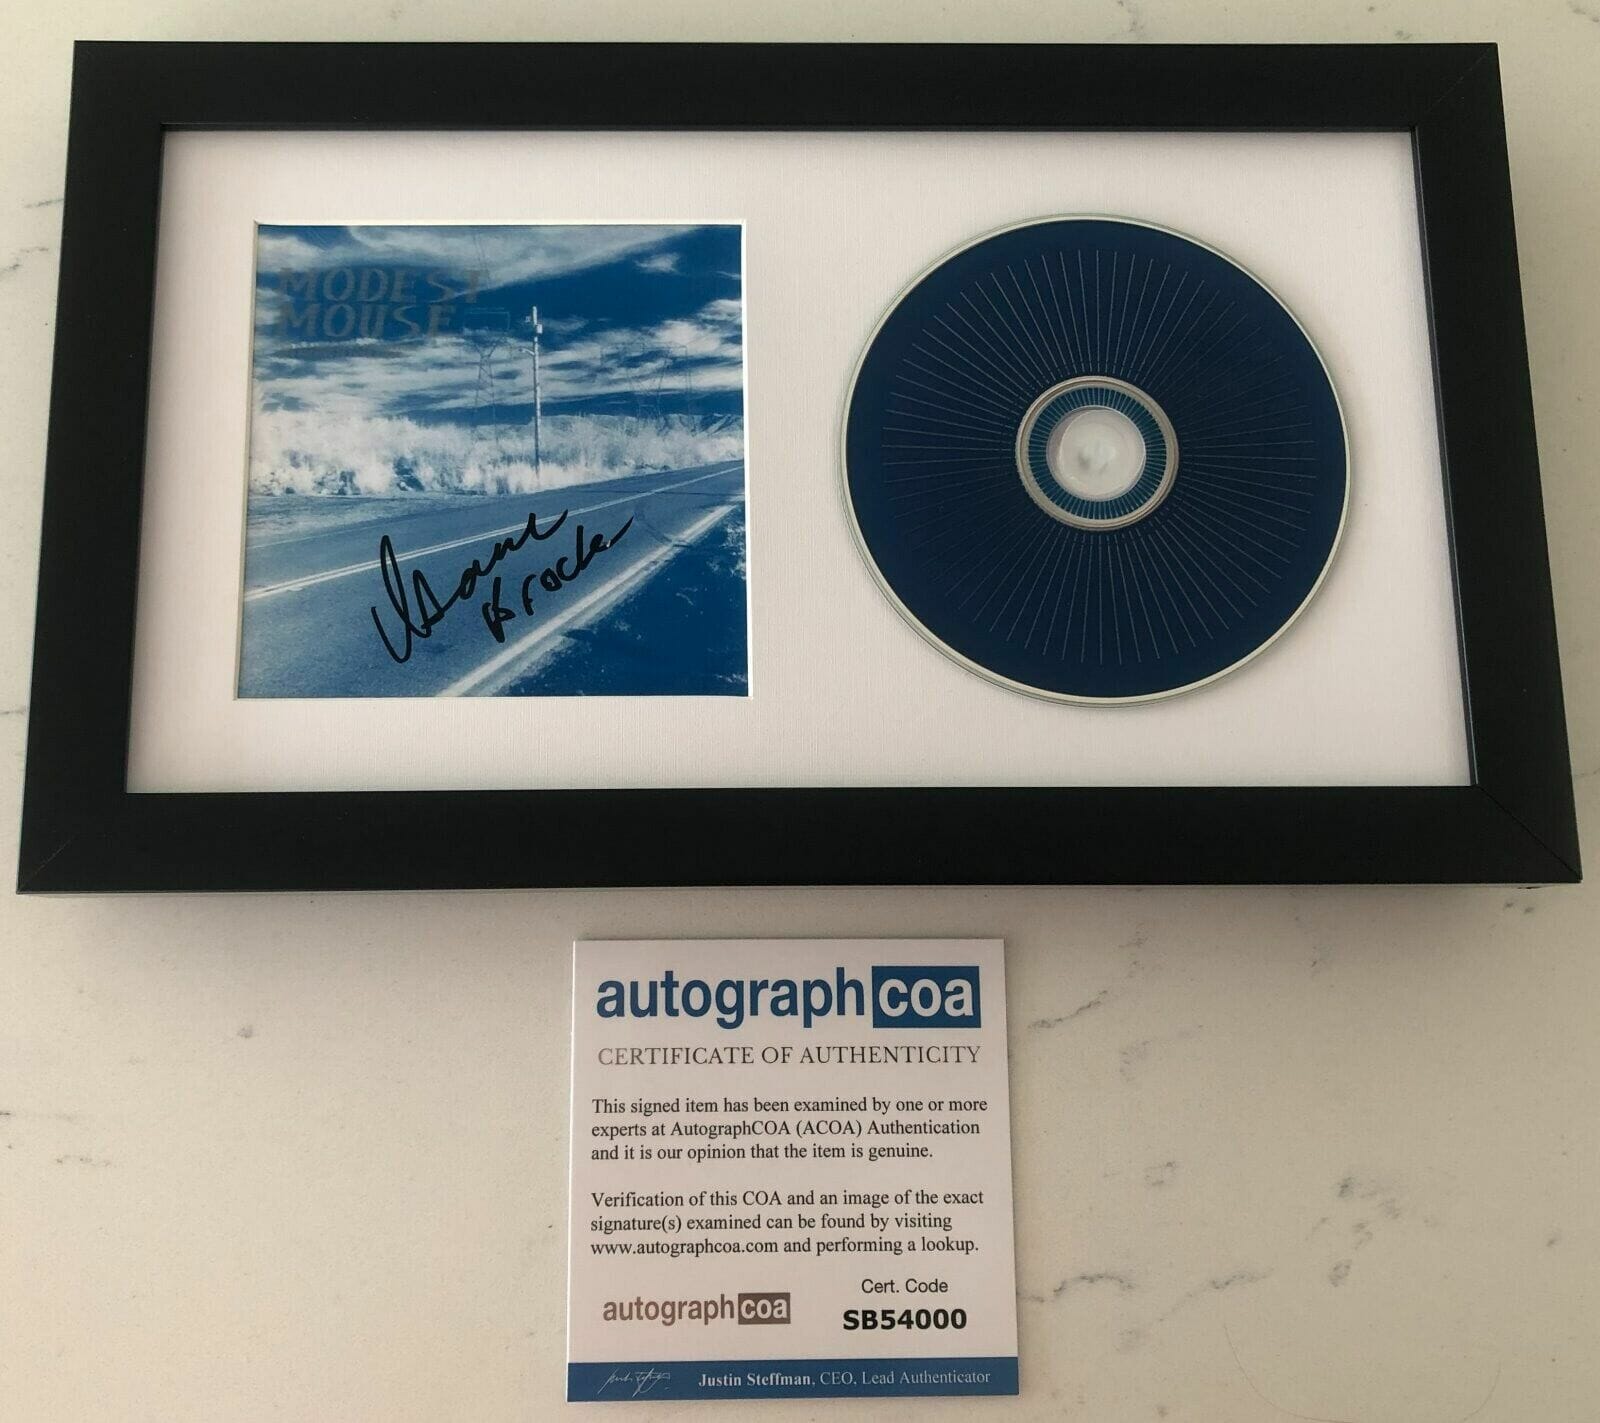 MODEST
MOUSE
Isaac
Brock
autographcoa
CERTIFICATE OF AUTHENTICITY
This signed item has been examined by one or more
experts at AutographCOA (ACOA) Authentication
and it is our opinion that the item is genuine.
Verification of this COA and an image of the exact
signature(s) examined can be found by visiting
www.autographcoa.com and performing a lookup.
autographcoa
Cert. Code
SB54000
Justin Steffman, CEO, Lead Authenticator